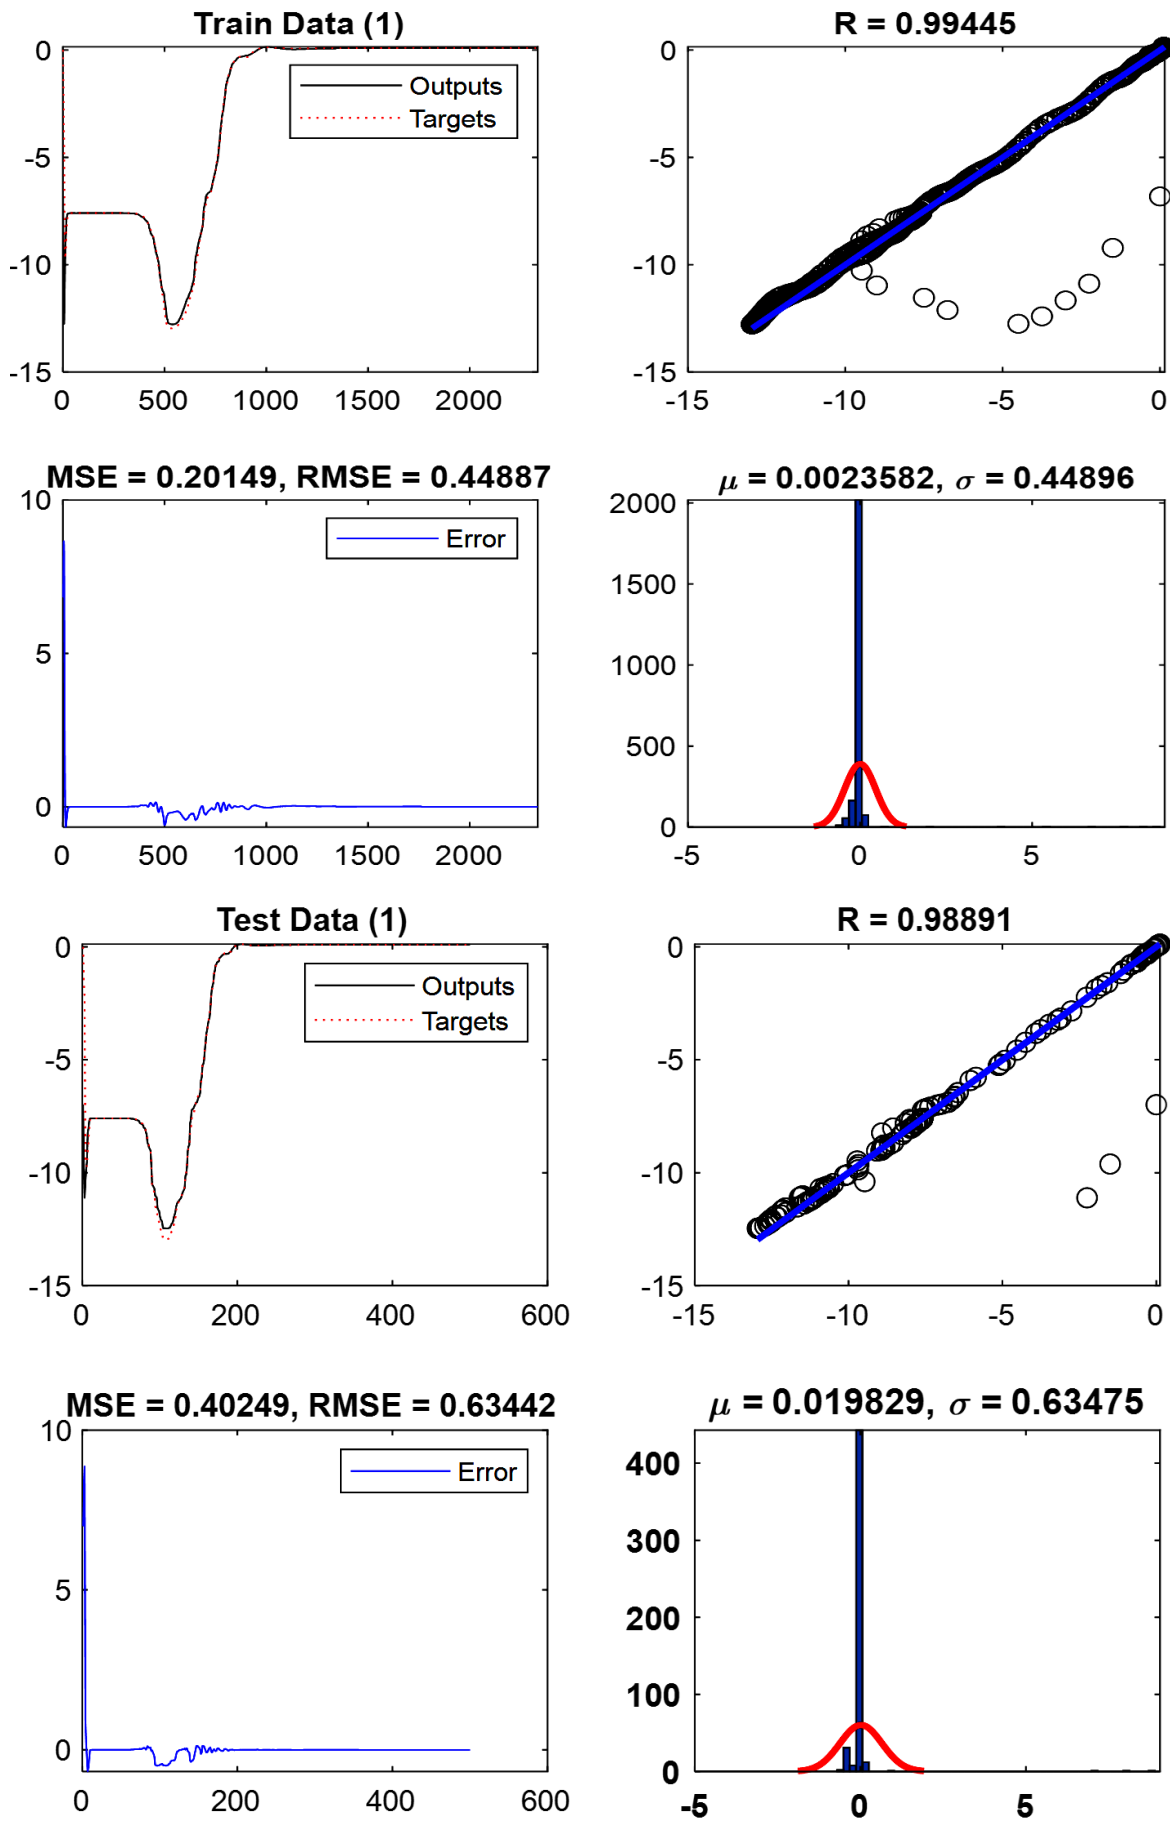 Train Data (1)
0
-5
-10
-15
0 500 1000 1500 2000
Outputs
Targets
R = 0.99445
0
-5
-10
-15
-15 -10 -5 0
MSE = 0.20149, RMSE = 0.44887
10
5
0
0 500 1000 1500 2000
Error
μ = 0.0023582, σ = 0.44896
2000
1500
1000
500
0
-5 0 5
Test Data (1)
0
-5
-10
-15
0 200 400 600
Outputs
Targets
R = 0.98891
0
-5
-10
-15
-15 -10 -5 0
MSE = 0.40249, RMSE = 0.63442
10
5
0
0 200 400 600
Error
μ = 0.019829, σ = 0.63475
400
300
200
100
0
-5 0 5